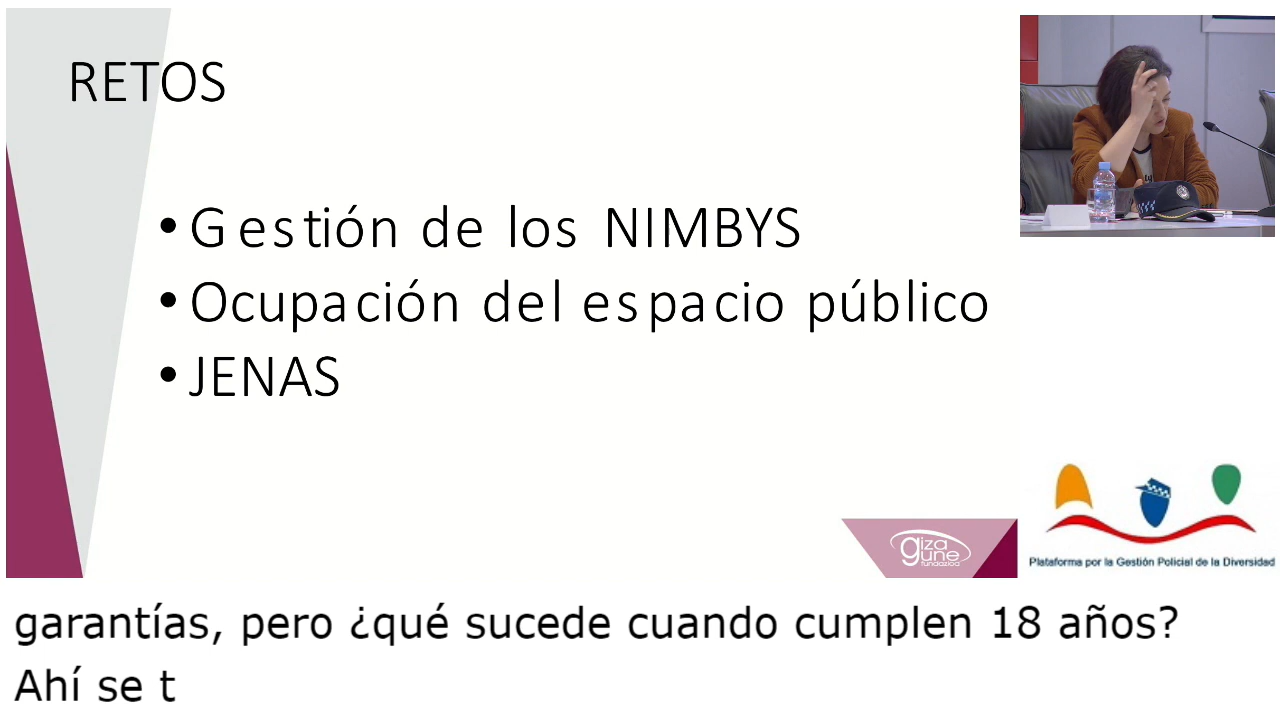 RETOS
• Gestión de los NIMBYS
• Ocupación del espacio público
• JENAS
giza
gune
fundazioa
Plataforma por la Gestión Policial de la Diversidad
garantías, pero ¿qué sucede cuando cumplen 18 años?
Ahí se t